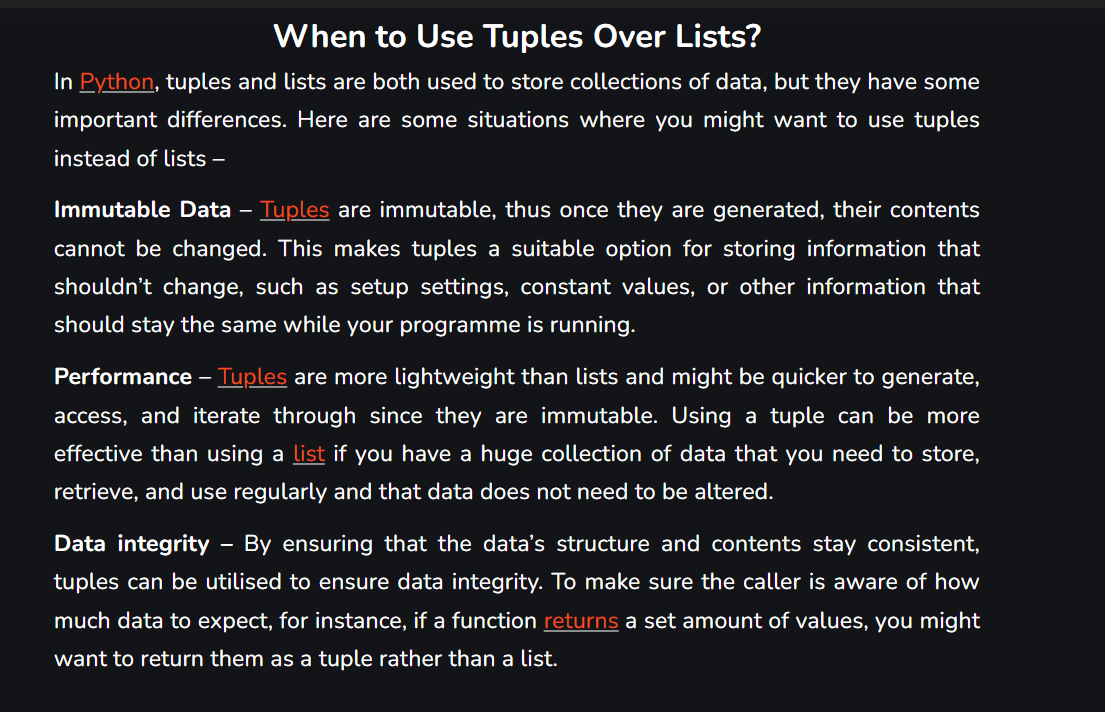 When to Use Tuples Over Lists?
In Python, tuples and lists are both used to store collections of data, but they have some
important differences. Here are some situations where you might want to use tuples
instead of lists –
Immutable Data – Tuples are immutable, thus once they are generated, their contents
cannot be changed. This makes tuples a suitable option for storing information that
shouldn’t change, such as setup settings, constant values, or other information that
should stay the same while your programme is running.
Performance – Tuples are more lightweight than lists and might be quicker to generate,
access, and iterate through since they are immutable. Using a tuple can be more
effective than using a list if you have a huge collection of data that you need to store,
retrieve, and use regularly and that data does not need to be altered.
Data integrity – By ensuring that the data’s structure and contents stay consistent,
tuples can be utilised to ensure data integrity. To make sure the caller is aware of how
much data to expect, for instance, if a function returns a set amount of values, you might
want to return them as a tuple rather than a list.